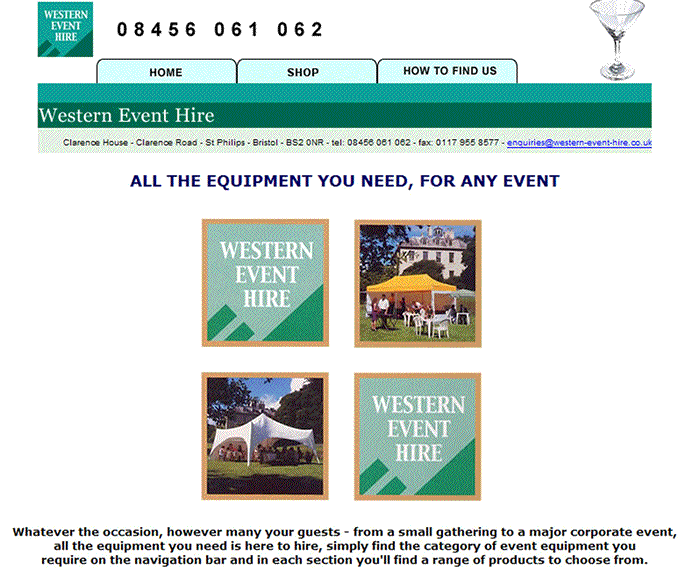 WESTERN
EVENT
HIRE
08456 061 062
HOME
SHOP
HOW TO FIND US
Western Event Hire
Clarence House - Clarence Road - St Philips - Bristol - BS2 0NR - tel: 08456 061 062 - fax: 0117 955 8577 - enquiries@western-event-hire.co.uk
ALL THE EQUIPMENT YOU NEED, FOR ANY EVENT
WESTERN
EVENT
HIRE
WESTERN
EVENT
HIRE
Whatever the occasion, however many your guests - from a small gathering to a major corporate event,
all the equipment you need is here to hire, simply find the category of event equipment you
require on the navigation bar and in each section you'll find a range of products to choose from.